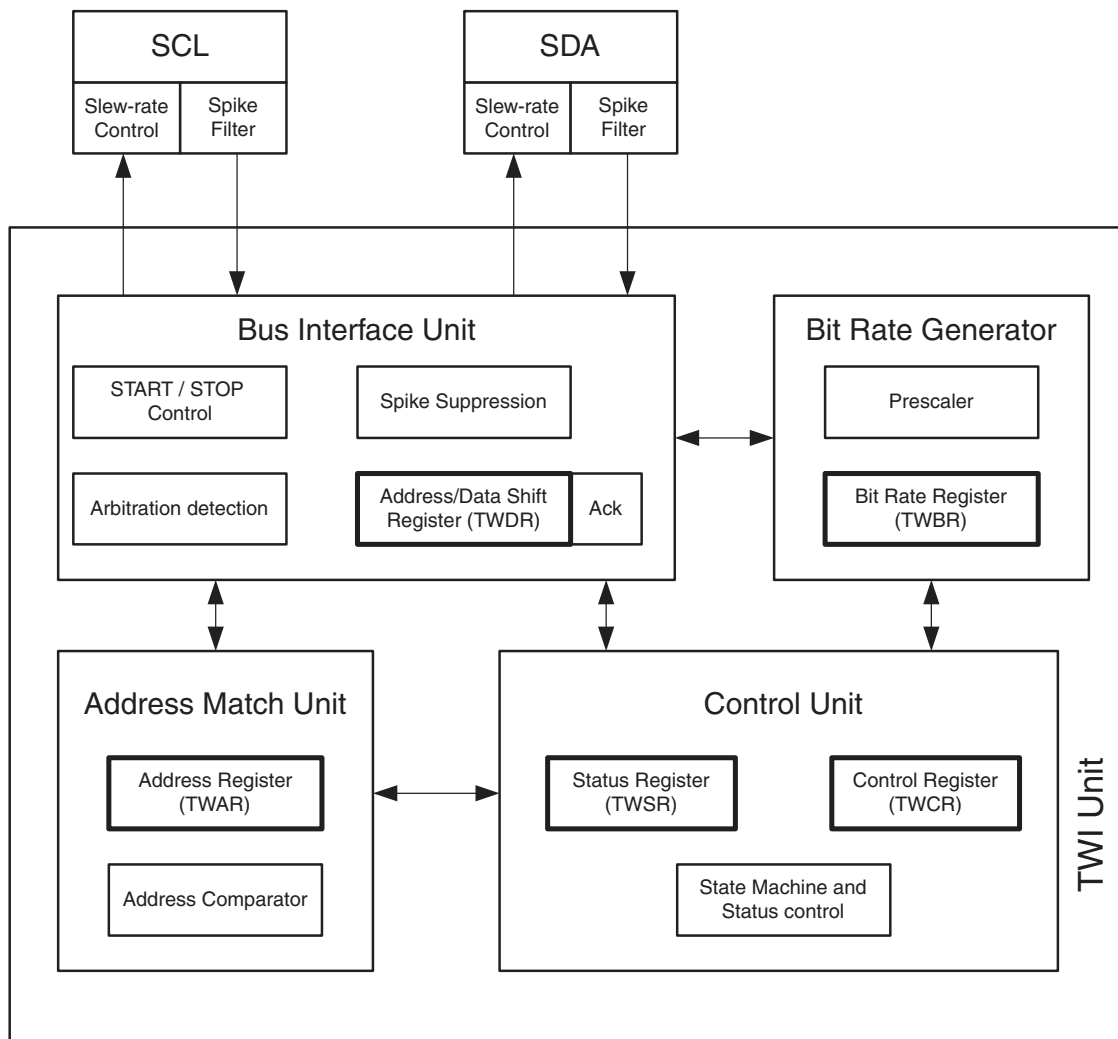 SCL
SDA
Slew-rate
Control
Spike
Filter
Slew-rate
Control
Spike
Filter
Bus Interface Unit
START / STOP
Control
Spike Suppression
Arbitration detection
Address/Data Shift
Register (TWDR)
Ack
Bit Rate Generator
Prescaler
Bit Rate Register
(TWBR)
Address Match Unit
Address Register
(TWAR)
Address Comparator
Control Unit
Status Register
(TWSR)
Control Register
(TWCR)
State Machine and
Status control
TWI Unit